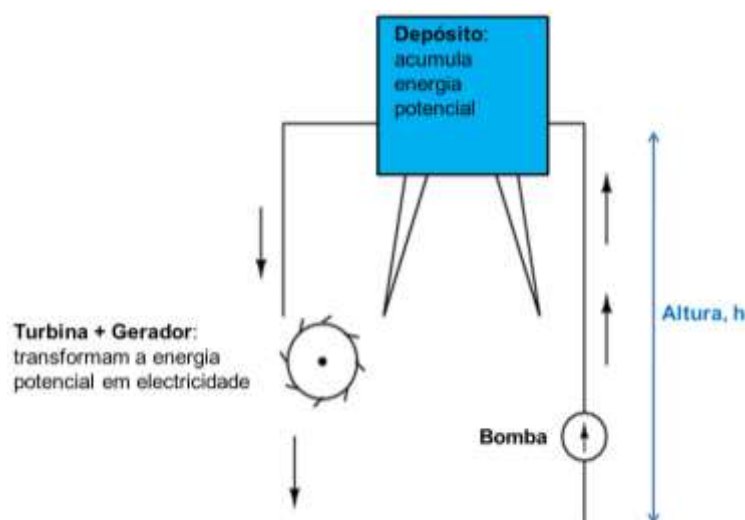 Depósito:
acumula
energia
potencial
Turbina + Gerador:
transformam a energia
potencial em electricidade
Altura, h
Bomba